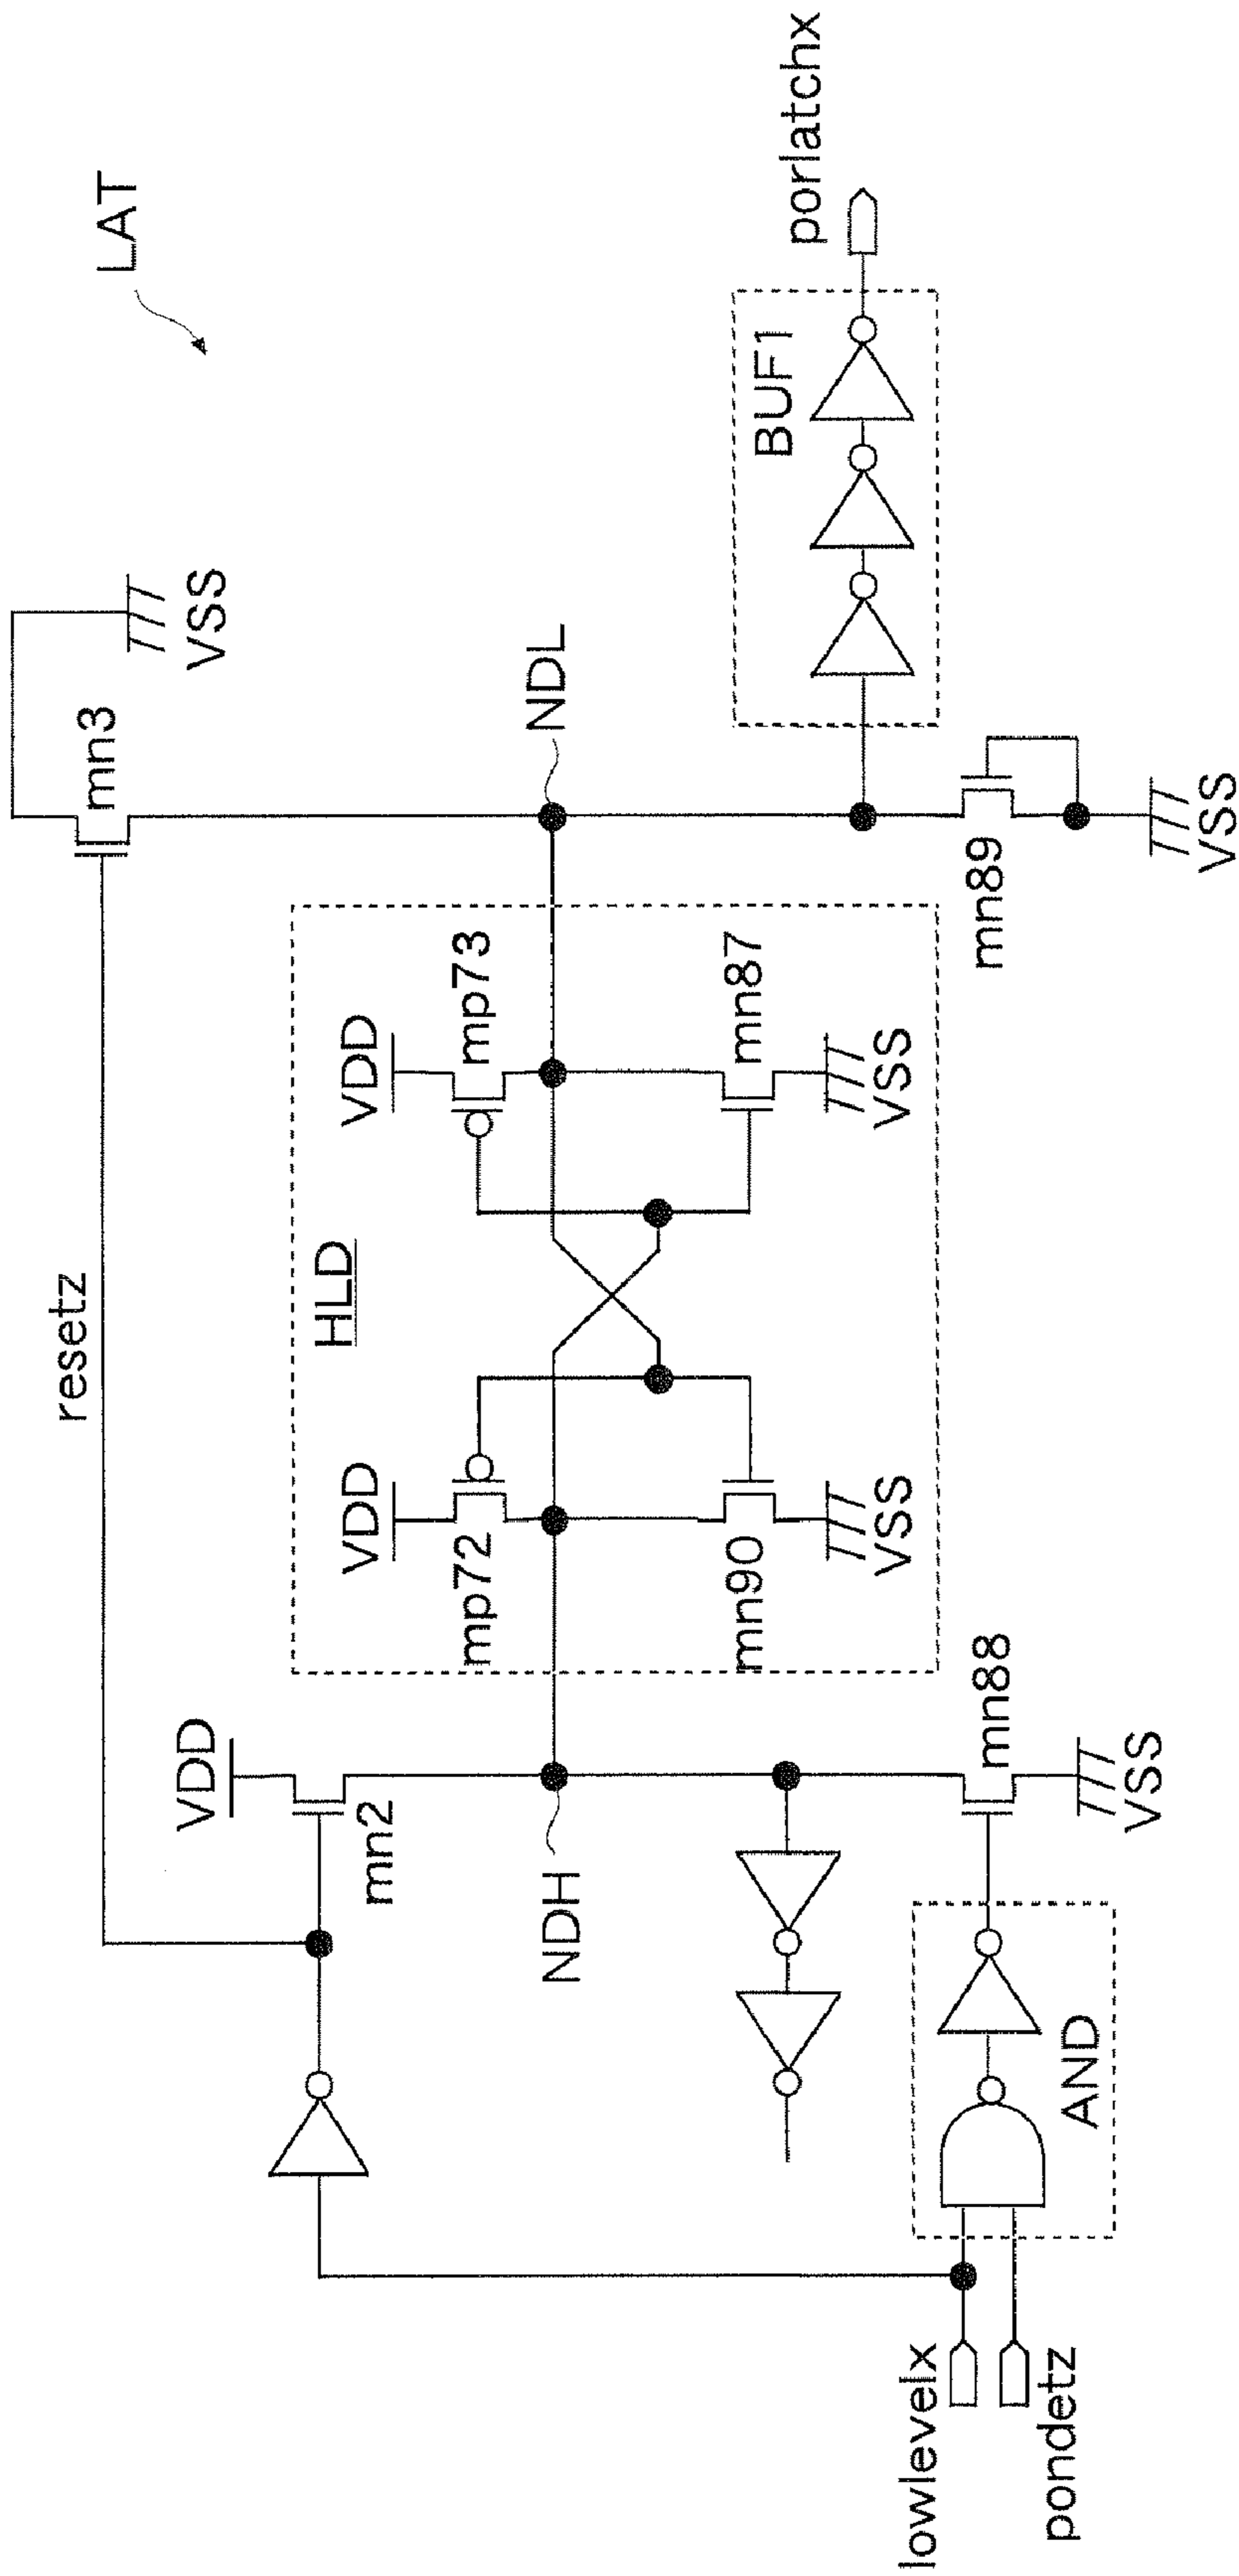 LAT
resetz
mn3
VSS
VDD
mn2
HLD
VDD
mp72
VDD
mp73
NDH
NDL
mn90
VSS
mn87
VSS
BUF1
porlatchx
lowlevelx
pondetz
AND
mn88
VSS
mn89
VSS